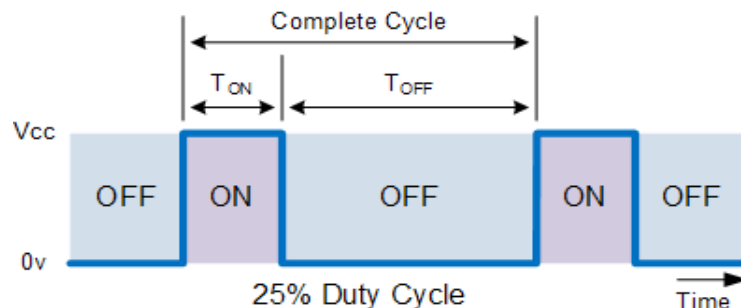 Complete Cycle
TON TOFF
Vcc
OFF ON OFF ON OFF
0v
25% Duty Cycle Time